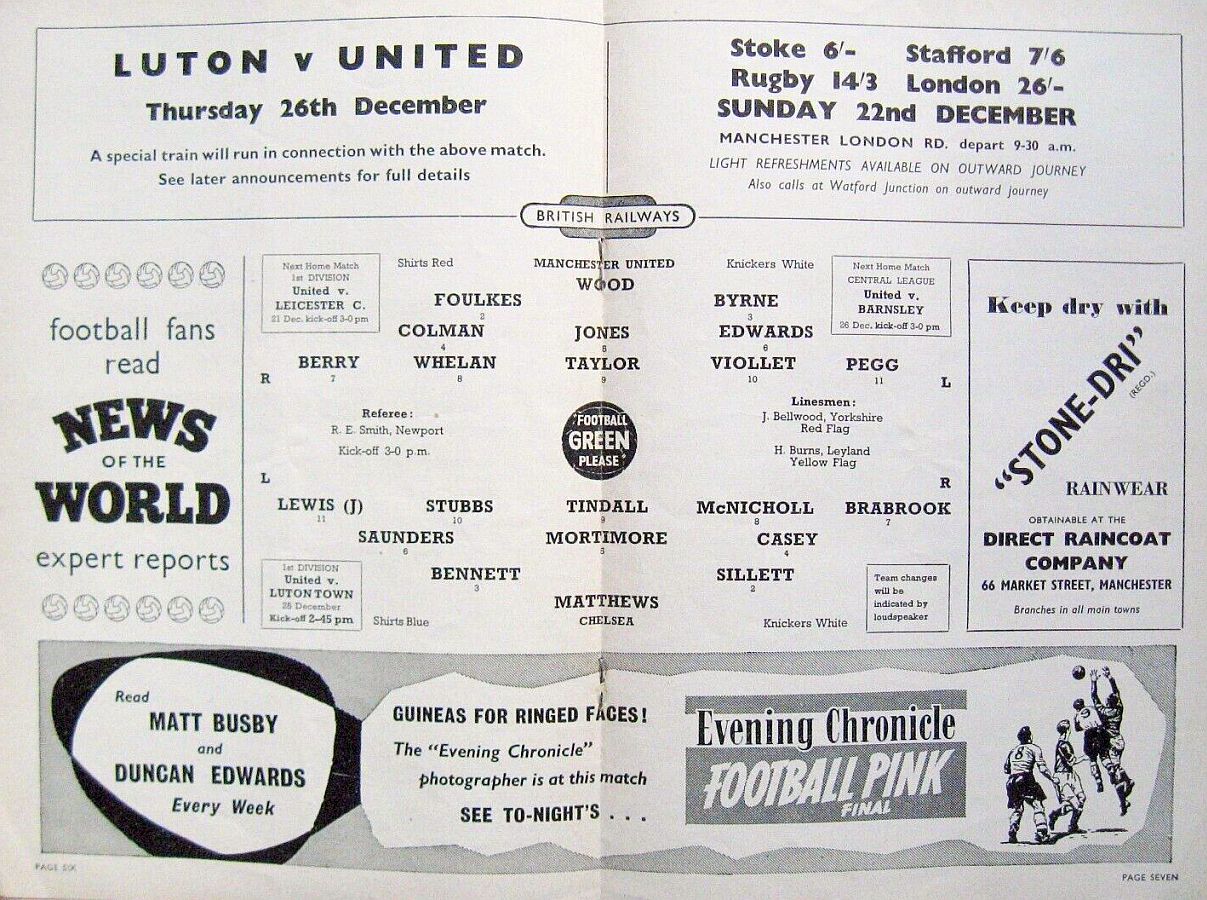 LUTON v UNITED
Thursday 26th December
A special train will run in connection with the above match.
See later announcements for full details
Stoke 6/- Stafford 7/6
Rugby 14/3 London 26/-
SUNDAY 22nd DECEMBER
MANCHESTER LONDON RD. depart 9-30 a.m.
LIGHT REFRESHMENTS AVAILABLE ON OUTWARD JOURNEY
Also calls at Watford Junction on outward journey
BRITISH RAILWAYS
football fans
read
NEWS
OF THE
WORLD
expert reports
Next Home Match
1st DIVISION
United v.
LEICESTER C.
21 Dec. kick-off 3-0 pm
Shirts Red
MANCHESTER UNITED
Knickers White
Next Home Match
CENTRAL LEAGUE
United v.
BARNSLEY
26 Dec. kick-off 3-0 pm
WOOD
FOULKES
2
BYRNE
3
COLMAN
4
JONES
5
EDWARDS
6
BERRY
7
WHELAN
8
TAYLOR
9
VIOLLET
10
PEGG
11
R
L
Referee:
R. E. Smith, Newport
Kick-off 3-0 p.m.
"FOOTBALL
GREEN
PLEASE"
Linesmen:
J. Bellwood, Yorkshire
Red Flag
H. Burns, Leyland
Yellow Flag
L
R
LEWIS (J)
11
STUBBS
10
TINDALL
9
McNICHOLL
8
BRABROOK
7
SAUNDERS
6
MORTIMORE
5
CASEY
4
BENNETT
3
SILLETT
2
MATTHEWS
CHELSEA
1st DIVISION
United v.
LUTON TOWN
25 December
Kick-off 2-45 pm
Shirts Blue
Knickers White
Team changes
will be
indicated by
loudspeaker
Keep dry with
"STONE-DRI"
(REGD.)
RAINWEAR
OBTAINABLE AT THE
DIRECT RAINCOAT
COMPANY
66 MARKET STREET, MANCHESTER
Branches in all main towns
Read
MATT BUSBY
and
DUNCAN EDWARDS
Every Week
GUINEAS FOR RINGED FACES!
The "Evening Chronicle"
photographer is at this match
SEE TO-NIGHT'S . . .
Evening Chronicle
FOOTBALL PINK
FINAL
8
PAGE SIX
PAGE SEVEN